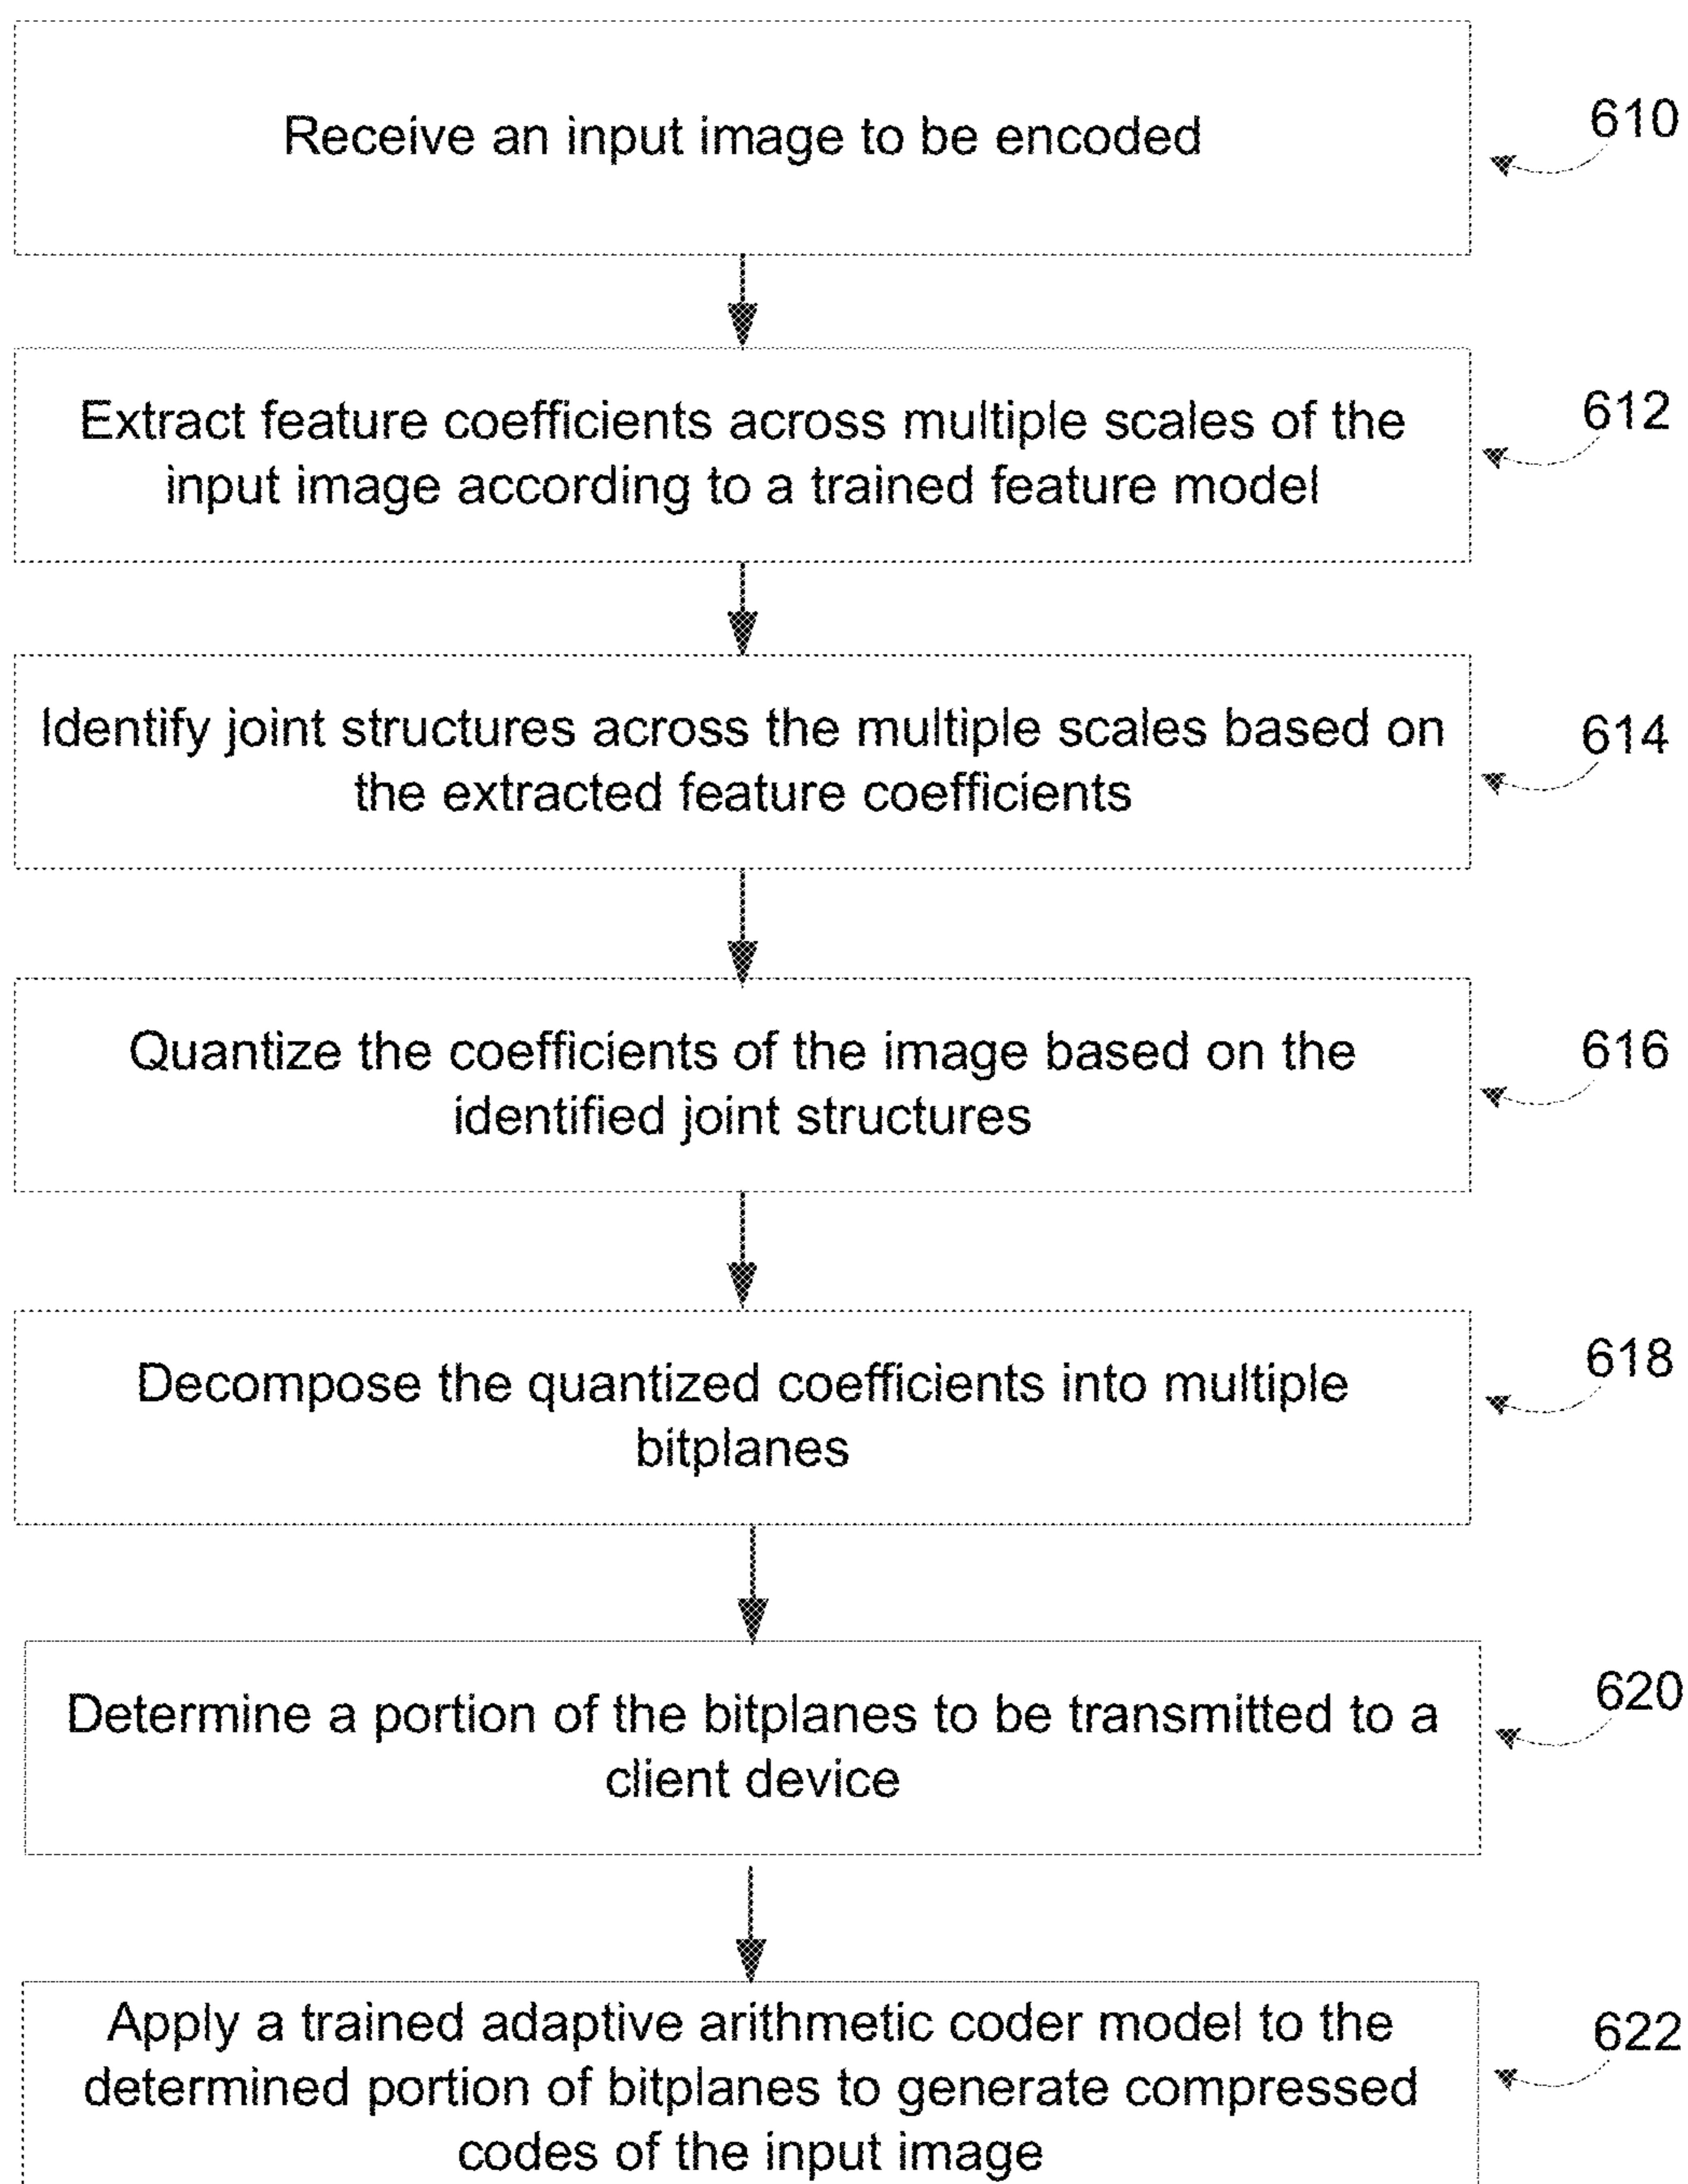 Receive an input image to be encoded
610
Extract feature coefficients across multiple scales of the
input image according to a trained feature model
612
Identify joint structures across the multiple scales based on
the extracted feature coefficients
614
Quantize the coefficients of the image based on the
identified joint structures
616
Decompose the quantized coefficients into multiple
bitplanes
618
Determine a portion of the bitplanes to be transmitted to a
client device
620
Apply a trained adaptive arithmetic coder model to the
determined portion of bitplanes to generate compressed
codes of the input image
622